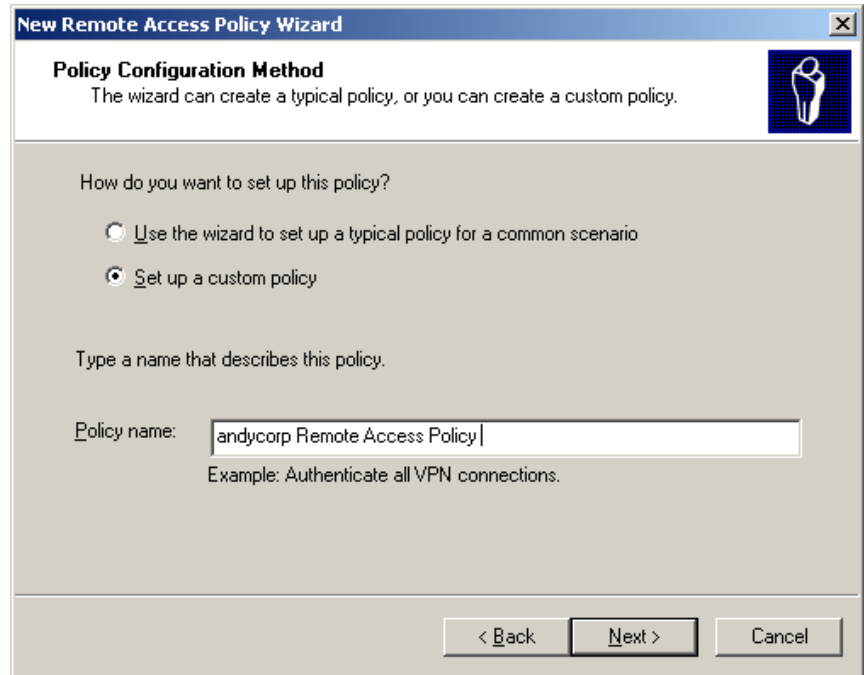 New Remote Access Policy Wizard
Policy Configuration Method
The wizard can create a typical policy, or you can create a custom policy.
How do you want to set up this policy?
Use the wizard to set up a typical policy for a common scenario
Set up a custom policy
Type a name that describes this policy.
Policy name: andycorp Remote Access Policy
Example: Authenticate all VPN connections.
< Back Next > Cancel